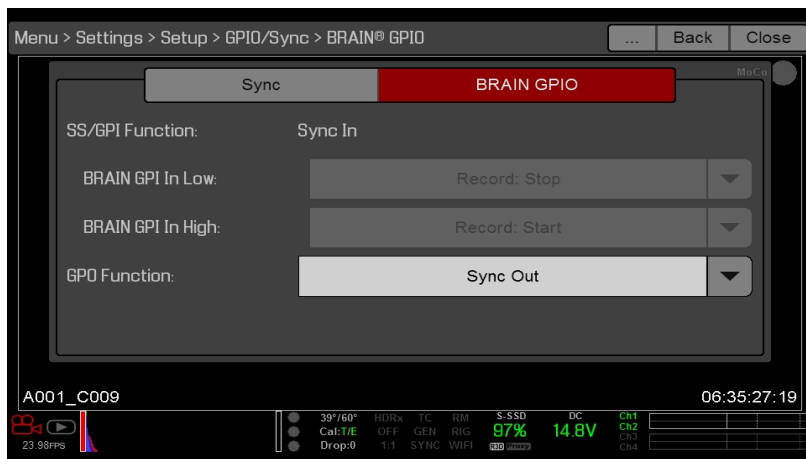 Menu > Settings > Setup > GPIO/Sync > BRAIN® GPIO ... Back Close
MoCo
Sync BRAIN GPIO
SS/GPI Function: Sync In
BRAIN GPI In Low: Record: Stop
BRAIN GPI In High: Record: Start
GPO Function: Sync Out
A001_C009 06:35:27:19
39°/60° HDRx TC RM S-SSD DC Ch1
Cal:T/E OFF GEN RIG 97% 14.8V Ch2
Ch3
23.98FPS Drop:0 1:1 SYNC WIFI R3D Proxy Ch4